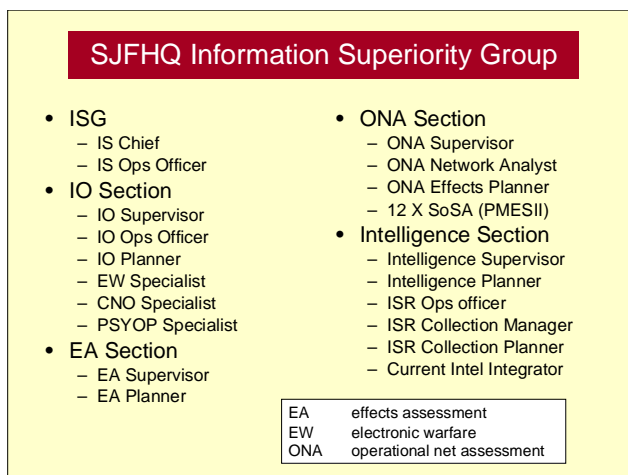 SJFHQ Information Superiority Group
• ISG
– IS Chief
– IS Ops Officer
• IO Section
– IO Supervisor
– IO Ops Officer
– IO Planner
– EW Specialist
– CNO Specialist
– PSYOP Specialist
• EA Section
– EA Supervisor
– EA Planner
• ONA Section
– ONA Supervisor
– ONA Network Analyst
– ONA Effects Planner
– 12 X SoSA (PMESII)
• Intelligence Section
– Intelligence Supervisor
– Intelligence Planner
– ISR Ops officer
– ISR Collection Manager
– ISR Collection Planner
– Current Intel Integrator
EA effects assessment
EW electronic warfare
ONA operational net assessment